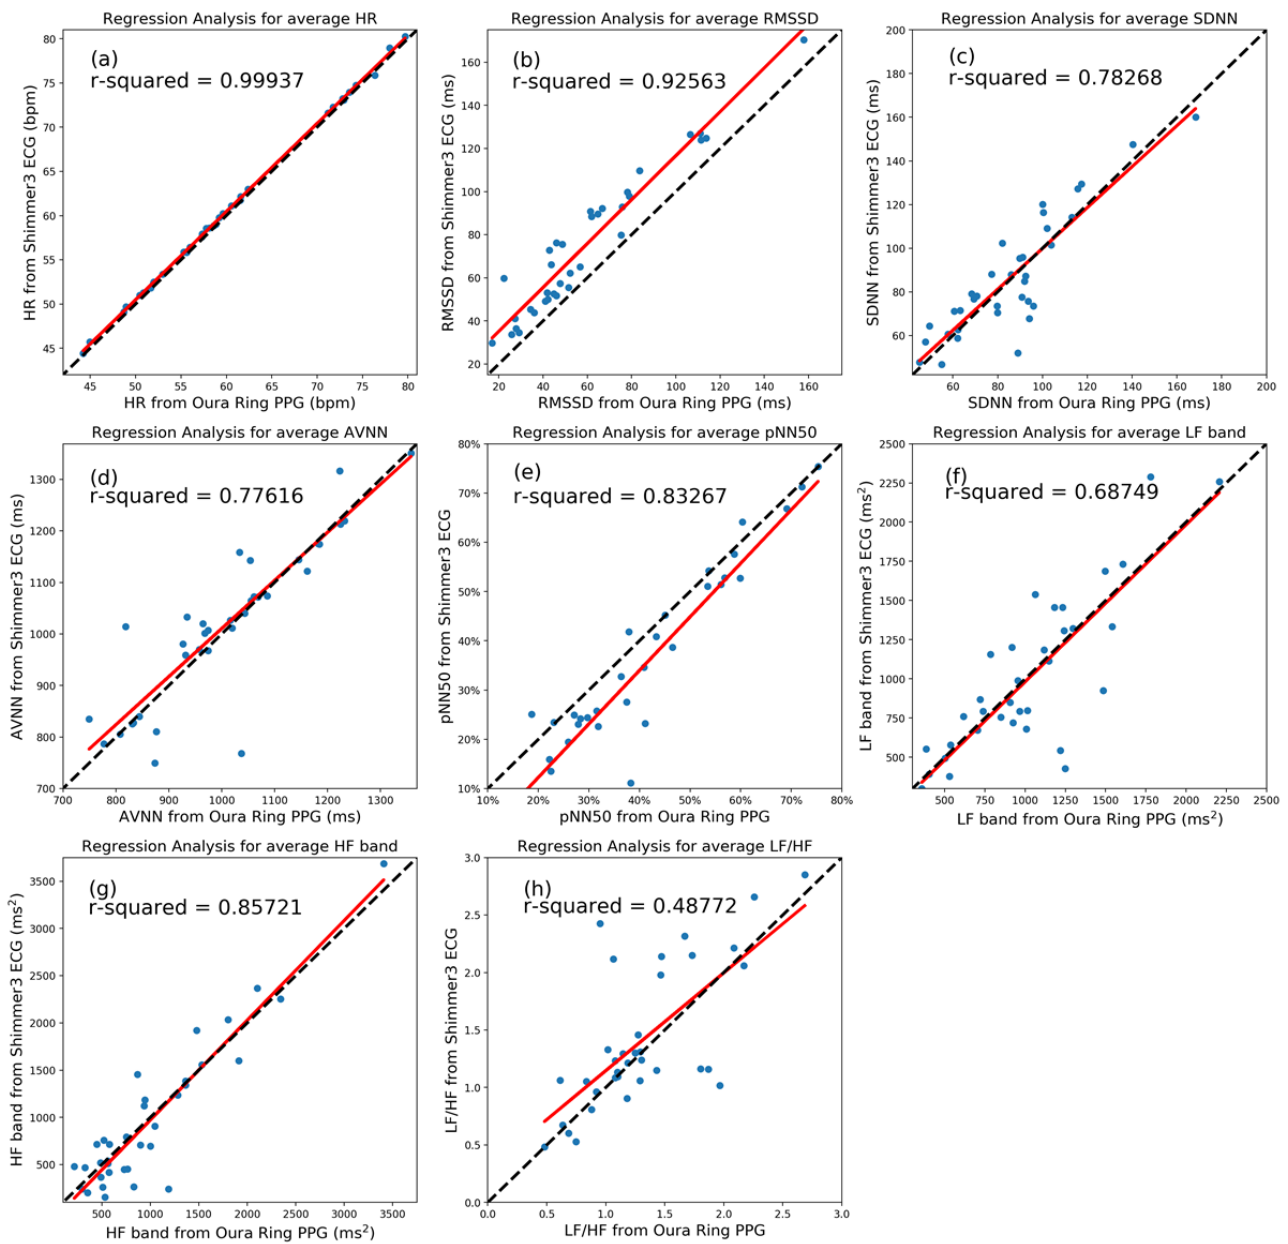 Regression Analysis for average HR
(a)
r-squared = 0.99937
80
75
70
65
60
55
50
45
HR from Shimmer3 ECG (bpm)
45 50 55 60 65 70 75 80
HR from Oura Ring PPG (bpm)
Regression Analysis for average RMSSD
(b)
r-squared = 0.92563
160
140
120
100
80
60
40
20
RMSSD from Shimmer3 ECG (ms)
20 40 60 80 100 120 140 160
RMSSD from Oura Ring PPG (ms)
Regression Analysis for average SDNN
(c)
r-squared = 0.78268
200
180
160
140
120
100
80
60
SDNN from Shimmer3 ECG (ms)
60 80 100 120 140 160 180 200
SDNN from Oura Ring PPG (ms)
Regression Analysis for average AVNN
(d)
r-squared = 0.77616
1300
1200
1100
1000
900
800
700
AVNN from Shimmer3 ECG (ms)
700 800 900 1000 1100 1200 1300
AVNN from Oura Ring PPG (ms)
Regression Analysis for average pNN50
(e)
r-squared = 0.83267
80%
70%
60%
50%
40%
30%
20%
10%
pNN50 from Shimmer3 ECG
10% 20% 30% 40% 50% 60% 70% 80%
pNN50 from Oura Ring PPG
Regression Analysis for average LF band
(f)
r-squared = 0.68749
2500
2250
2000
1750
1500
1250
1000
750
500
LF band from Shimmer3 ECG (ms²)
500 750 1000 1250 1500 1750 2000 2250 2500
LF band from Oura Ring PPG (ms²)
Regression Analysis for average HF band
(g)
r-squared = 0.85721
3500
3000
2500
2000
1500
1000
500
HF band from Shimmer3 ECG (ms²)
500 1000 1500 2000 2500 3000 3500
HF band from Oura Ring PPG (ms²)
Regression Analysis for average LF/HF
(h)
r-squared = 0.48772
3.0
2.5
2.0
1.5
1.0
0.5
0.0
LF/HF from Shimmer3 ECG
0.0 0.5 1.0 1.5 2.0 2.5 3.0
LF/HF from Oura Ring PPG